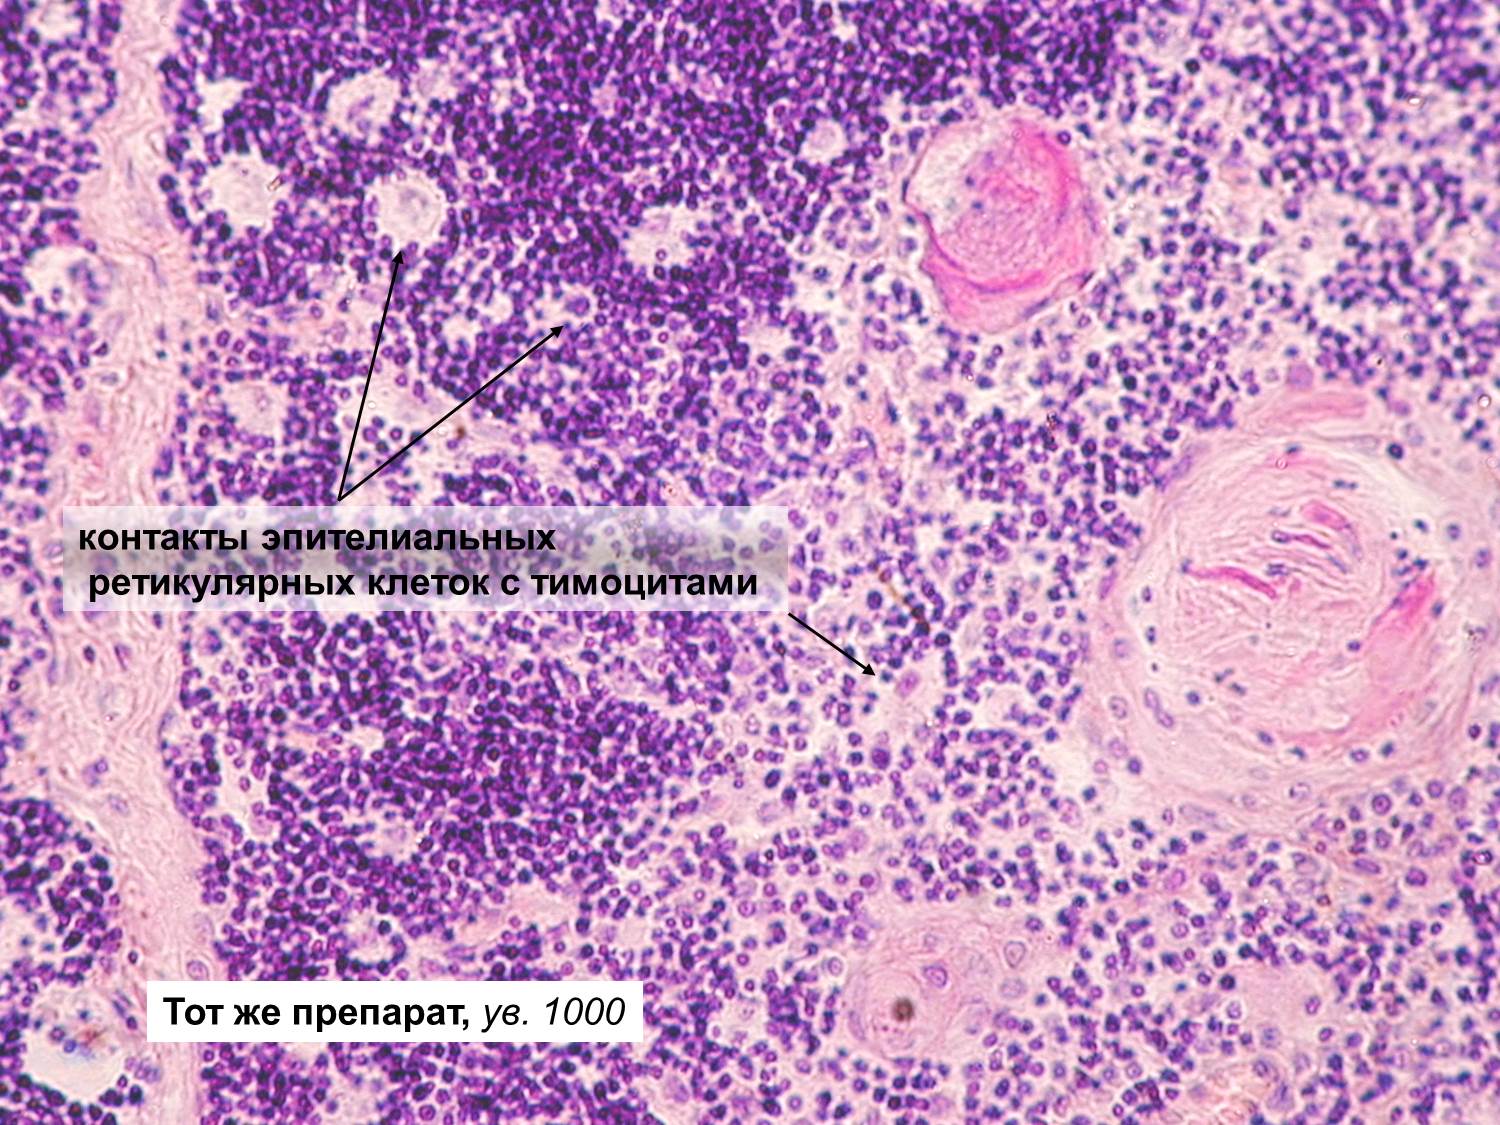 контакты эпителиальных
ретикулярных клеток с тимоцитами
Тот же препарат, ув. 1000